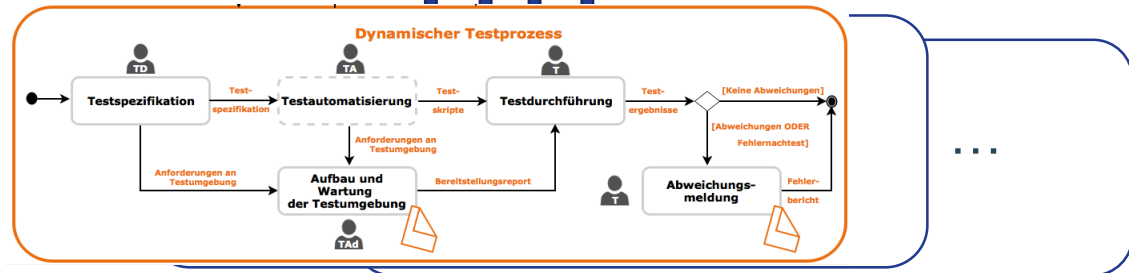 Dynamischer Testprozess
TD
TA
T
Testspezifikation
Test-
spezifikation
Testautomatisierung
Test-
skripte
Testdurchführung
Test-
ergebnisse
[Keine Abweichungen]
[Abweichungen ODER
Fehlernachtest]
Anforderungen an
Testumgebung
Anforderungen an
Testumgebung
Aufbau und
Wartung
der Testumgebung
Bereitstellungsreport
T
Abweichungs-
meldung
Fehler-
bericht
TAd
...